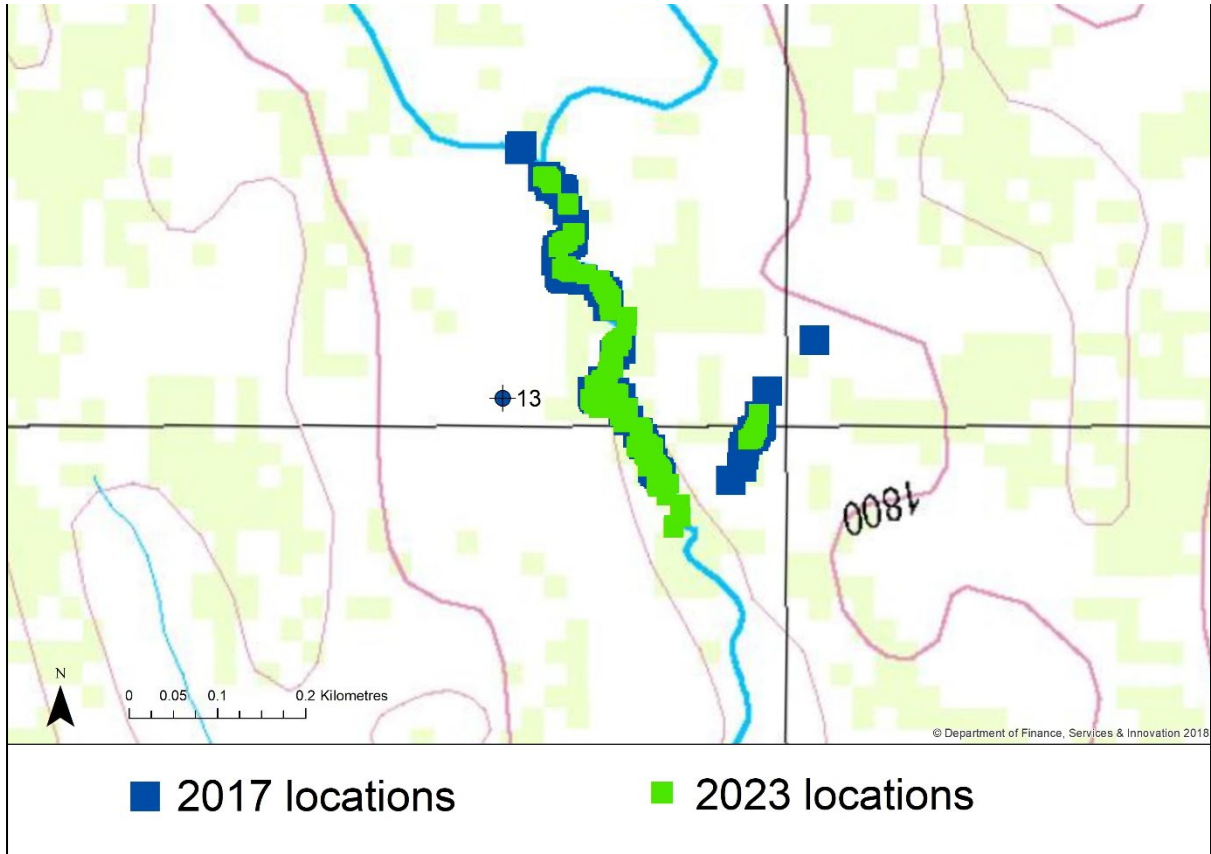 13
1800
N
0 0.05 0.1 0.2 Kilometres
© Department of Finance, Services & Innovation 2018
2017 locations
2023 locations